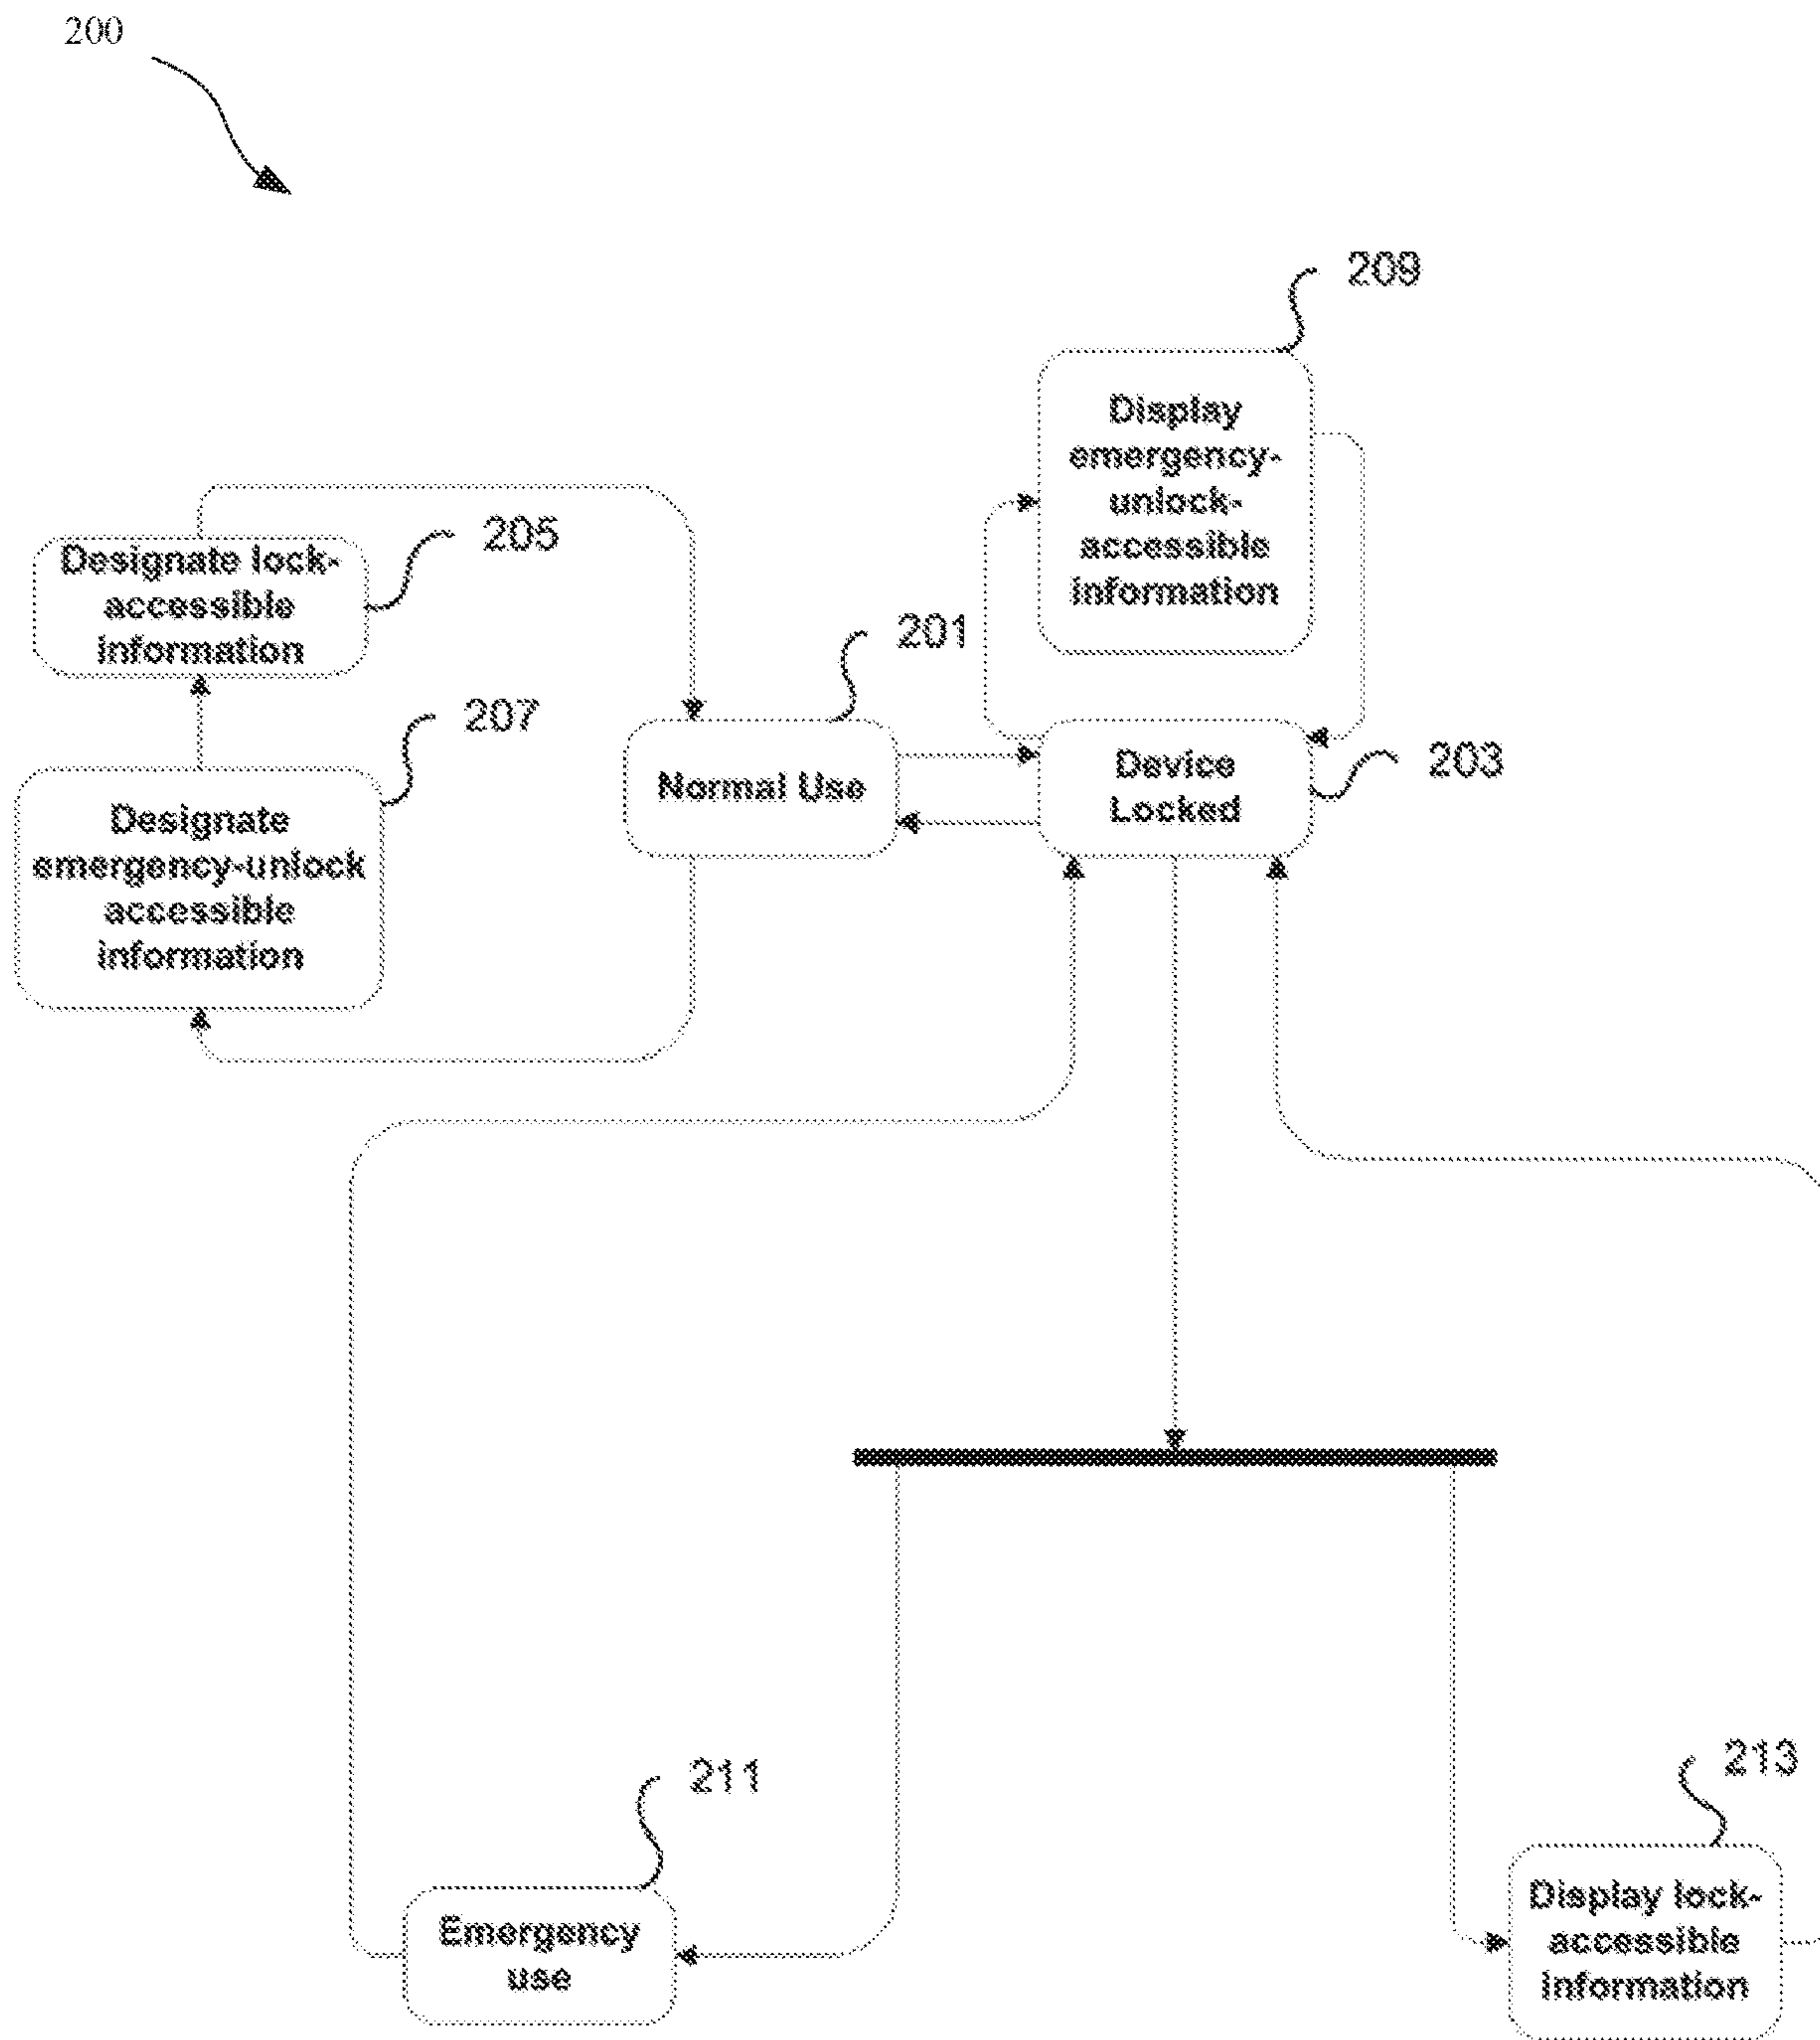 200
209
Display
emergency-
unlock-
accessible
information
205
Designate lock-
accessible
information
201
207
Normal Use
Device
Locked
203
Designate
emergency-unlock
accessible
information
211
213
Emergency
use
Display lock-
accessible
information